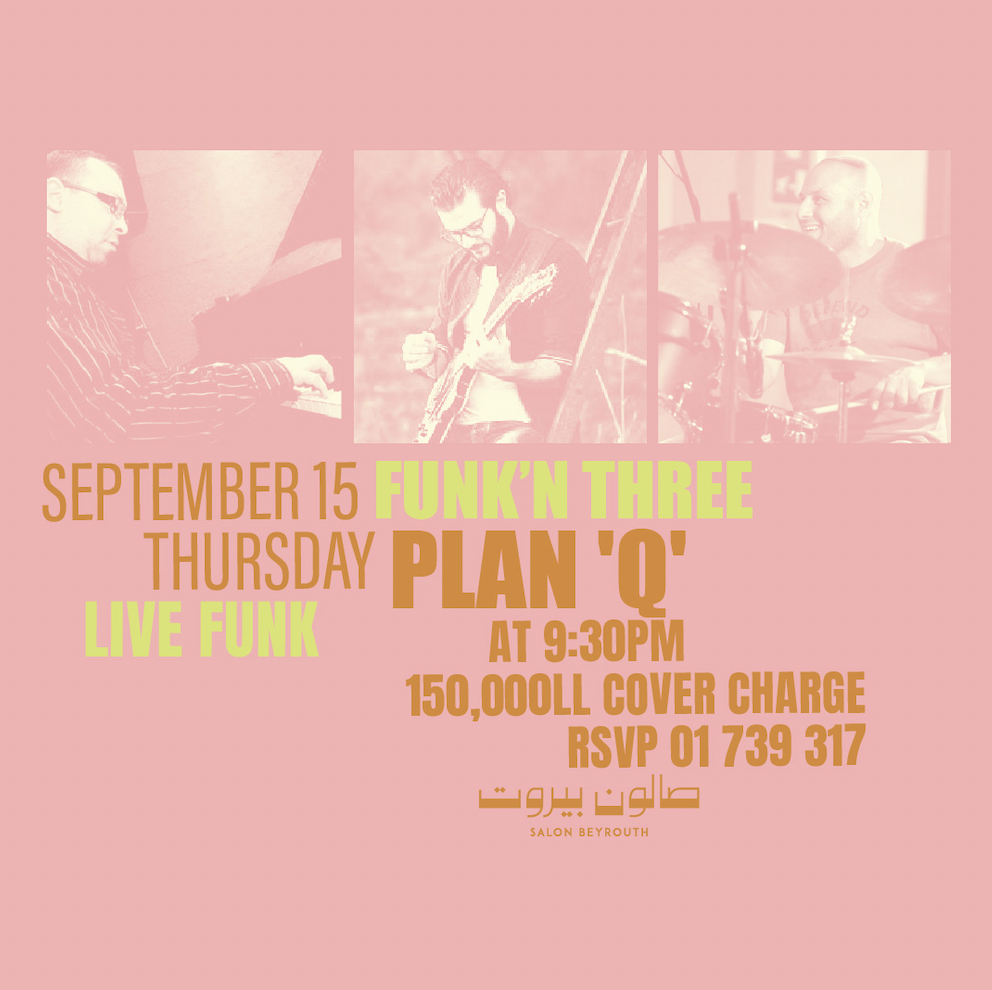 SEPTEMBER 15 FUNK'N THREE
THURSDAY PLAN 'Q'
LIVE FUNK
AT 9:30PM
150,000LL COVER CHARGE
RSVP 01 739 317
صالون بيروت
SALON BEYROUTH